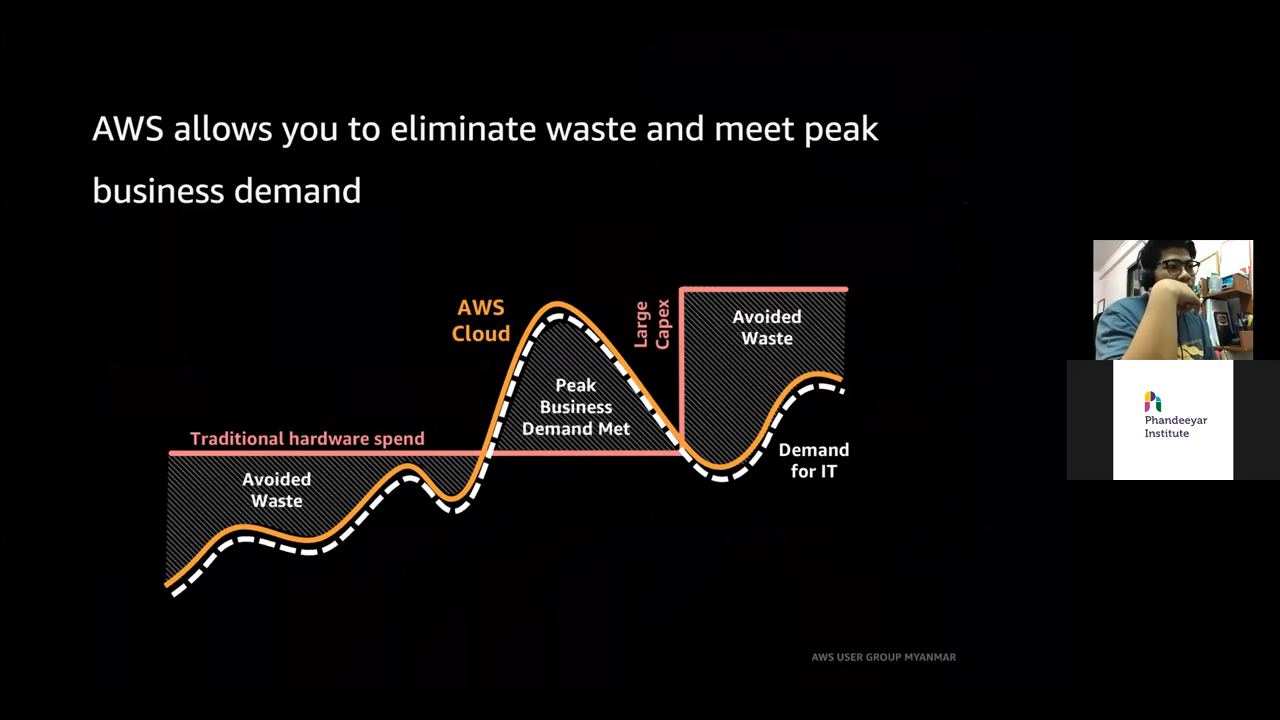 AWS allows you to eliminate waste and meet peak
business demand
AWS
Cloud
Large
Capex
Avoided
Waste
Peak
Business
Demand Met
Traditional hardware spend
Avoided
Waste
Demand
for IT
AWS USER GROUP MYANMAR
Phandeeyar
Institute